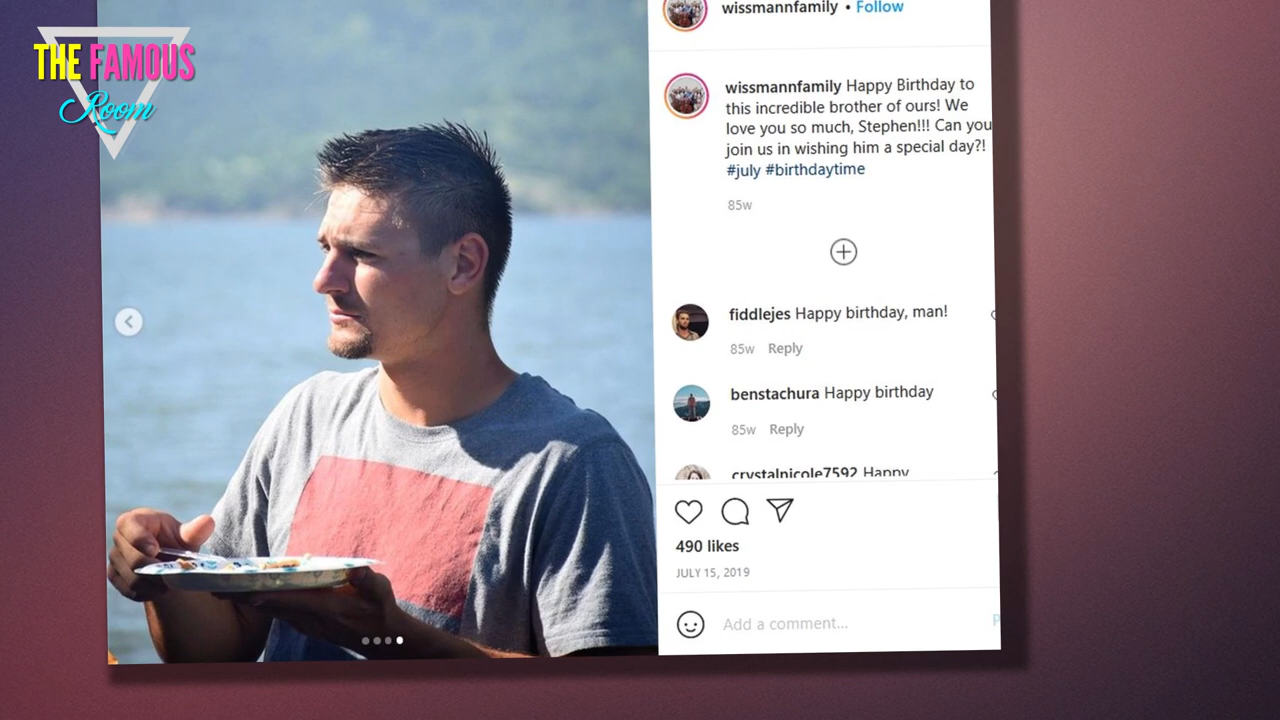 THE FAMOUS
Room
wissmannfamily • Follow
wissmannfamily Happy Birthday to
this incredible brother of ours! We
love you so much, Stephen!!! Can you
join us in wishing him a special day?!
#july #birthdaytime
85w
fiddlejes Happy birthday, man!
85w Reply
benstachura Happy birthday
85w Reply
crystalnicole7592 Happy
490 likes
JULY 15, 2019
Add a comment...
P